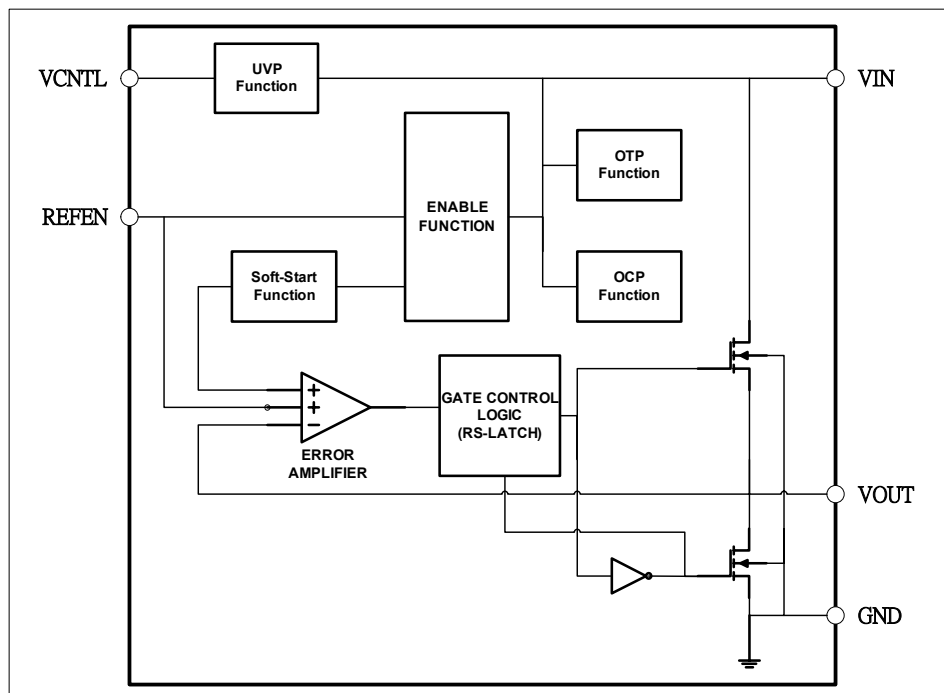 VCNTL
UVP
Function
VIN
OTP
Function
REFEN
ENABLE
FUNCTION
Soft-Start
Function
OCP
Function
+
+
−
GATE CONTROL
LOGIC
(RS-LATCH)
ERROR
AMPLIFIER
VOUT
GND